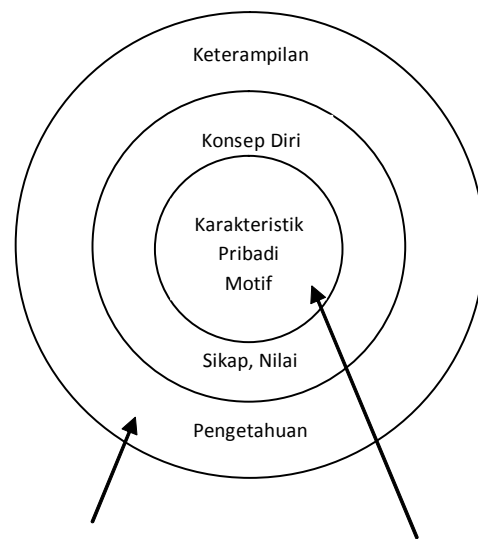 Keterampilan
Konsep Diri
Karakteristik
Pribadi
Motif
Sikap, Nilai
Pengetahuan